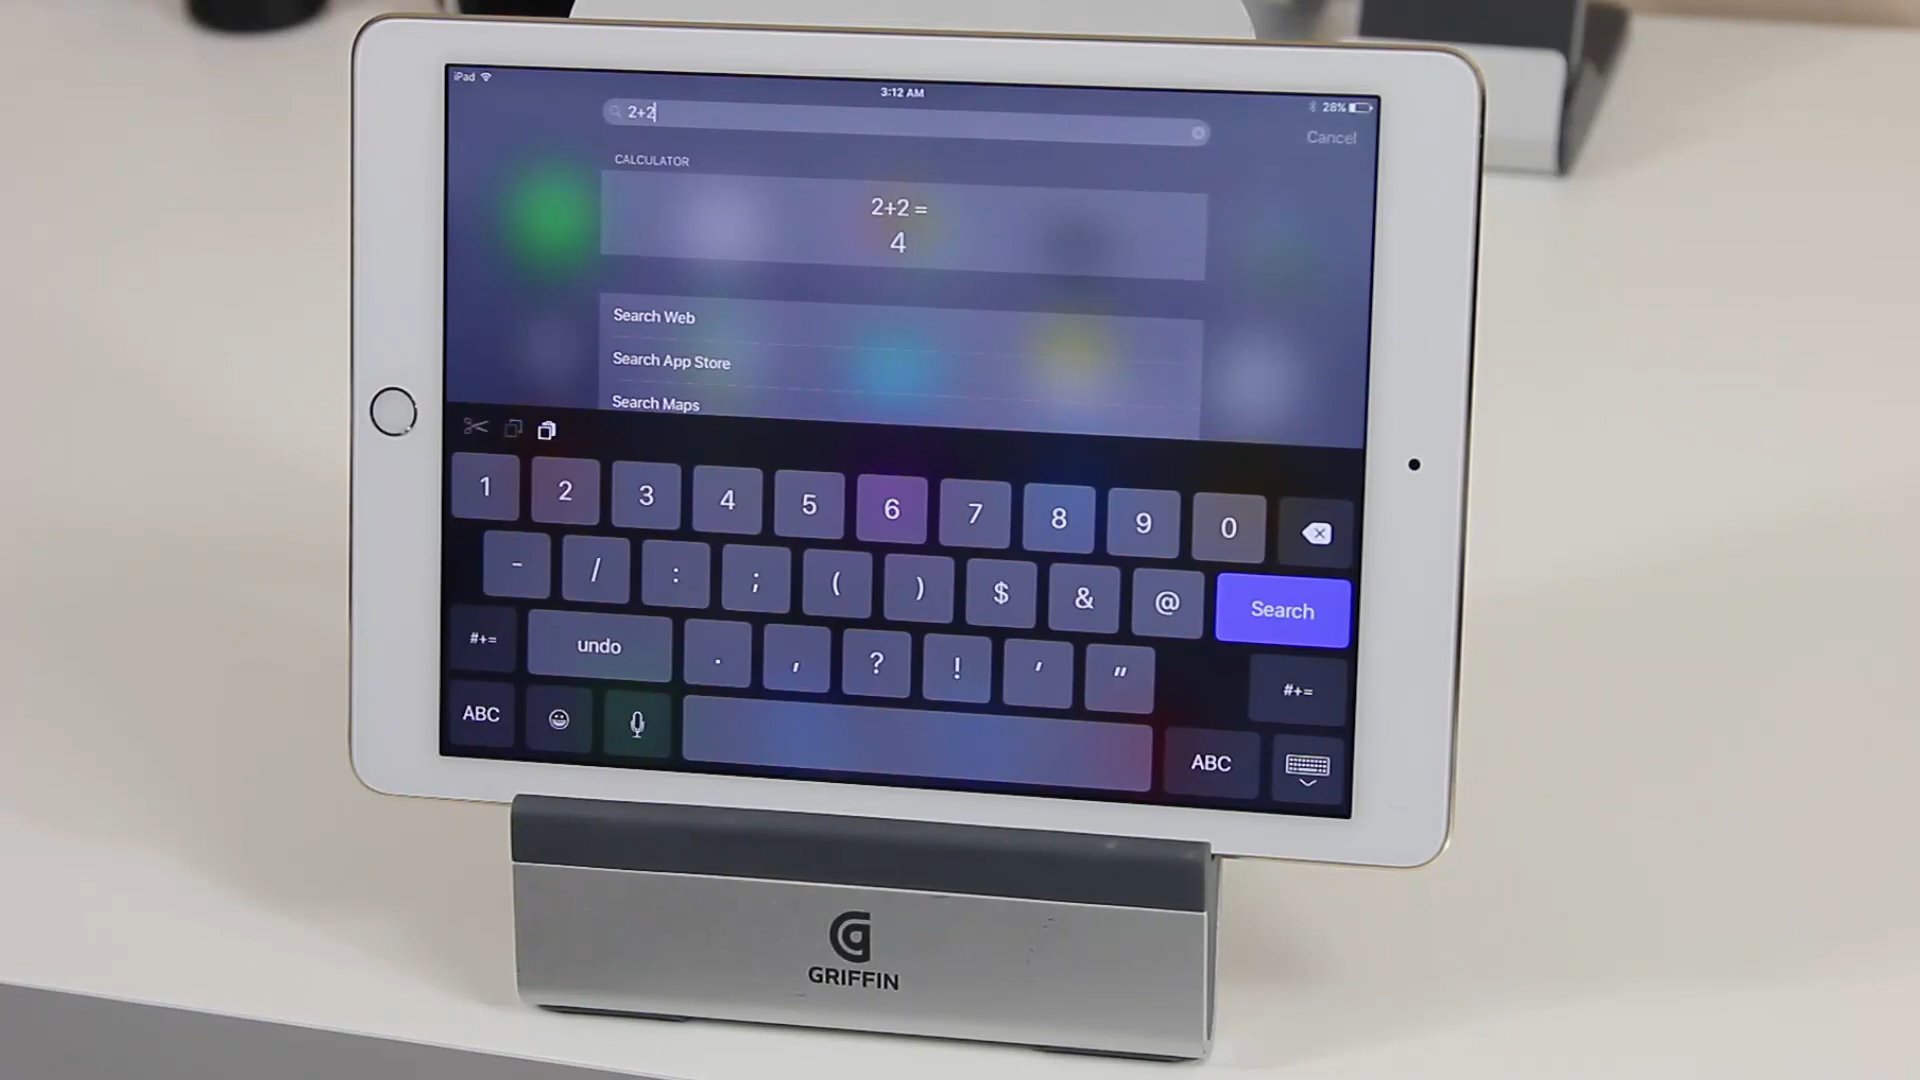 iPad
3:12 AM
28%
2+2
Cancel
CALCULATOR
2+2 =
4
Search Web
Search App Store
Search Maps
1 2 3 4 5 6 7 8 9 0
- / : ; ( ) $ & @ Search
#+= undo . , ? ! ' " #+=
ABC ABC
GRIFFIN